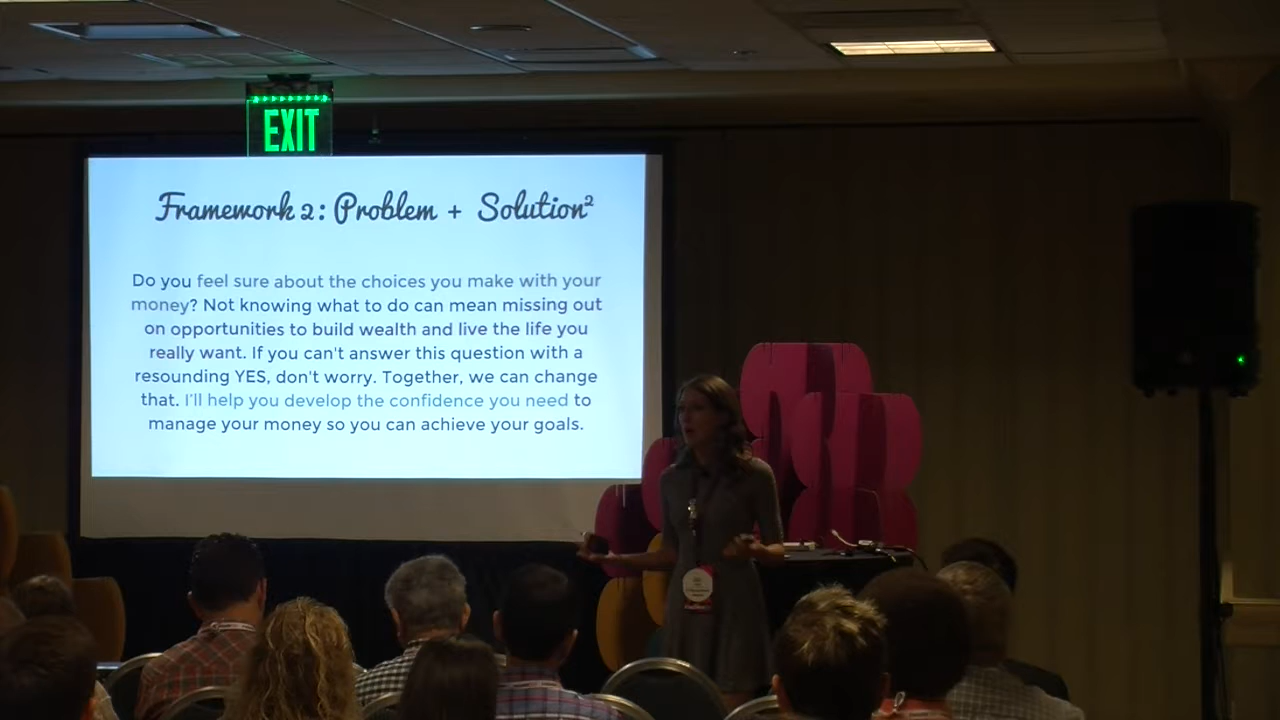 EXIT
Framework 2: Problem + Solution²
Do you feel sure about the choices you make with your
money? Not knowing what to do can mean missing out
on opportunities to build wealth and live the life you
really want. If you can't answer this question with a
resounding YES, don't worry. Together, we can change
that. I'll help you develop the confidence you need to
manage your money so you can achieve your goals.